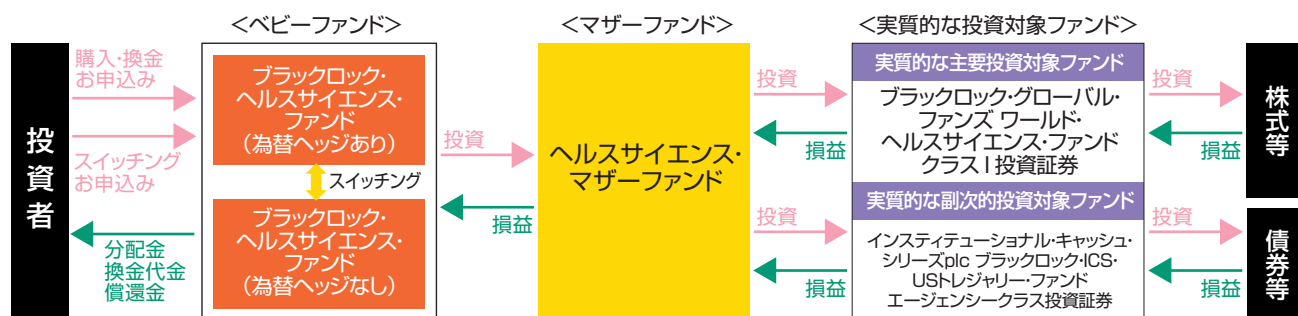 <ベビーファンド>
<マザーファンド>
<実質的な投資対象ファンド>
投資者
購入・換金
お申込み
スイッチング
お申込み
分配金
換金代金
償還金
ブラックロック・
ヘルスサイエンス・
ファンド
(為替ヘッジあり)
スイッチング
ブラックロック・
ヘルスサイエンス・
ファンド
(為替ヘッジなし)
投資
損益
ヘルスサイエンス・
マザーファンド
投資
損益
投資
損益
実質的な主要投資対象ファンド
ブラックロック・グローバル・
ファンズ ワールド・
ヘルスサイエンス・ファンド
クラスI投資証券
実質的な副次的投資対象ファンド
インスティテューショナル・キャッシュ・
シリーズplc ブラックロック・ICS・
USトレジャリー・ファンド
エージェンシークラス投資証券
投資
損益
投資
損益
株式等
債券等